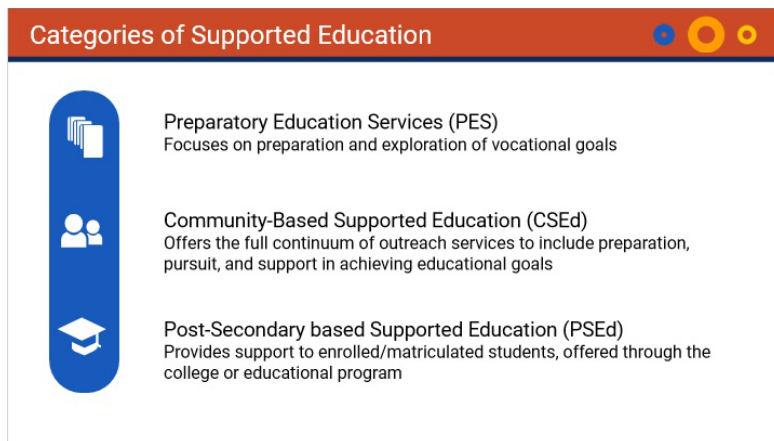 Categories of Supported Education
Preparatory Education Services (PES)
Focuses on preparation and exploration of vocational goals
Community-Based Supported Education (CSEd)
Offers the full continuum of outreach services to include preparation,
pursuit, and support in achieving educational goals
Post-Secondary based Supported Education (PSEd)
Provides support to enrolled/matriculated students, offered through the
college or educational program